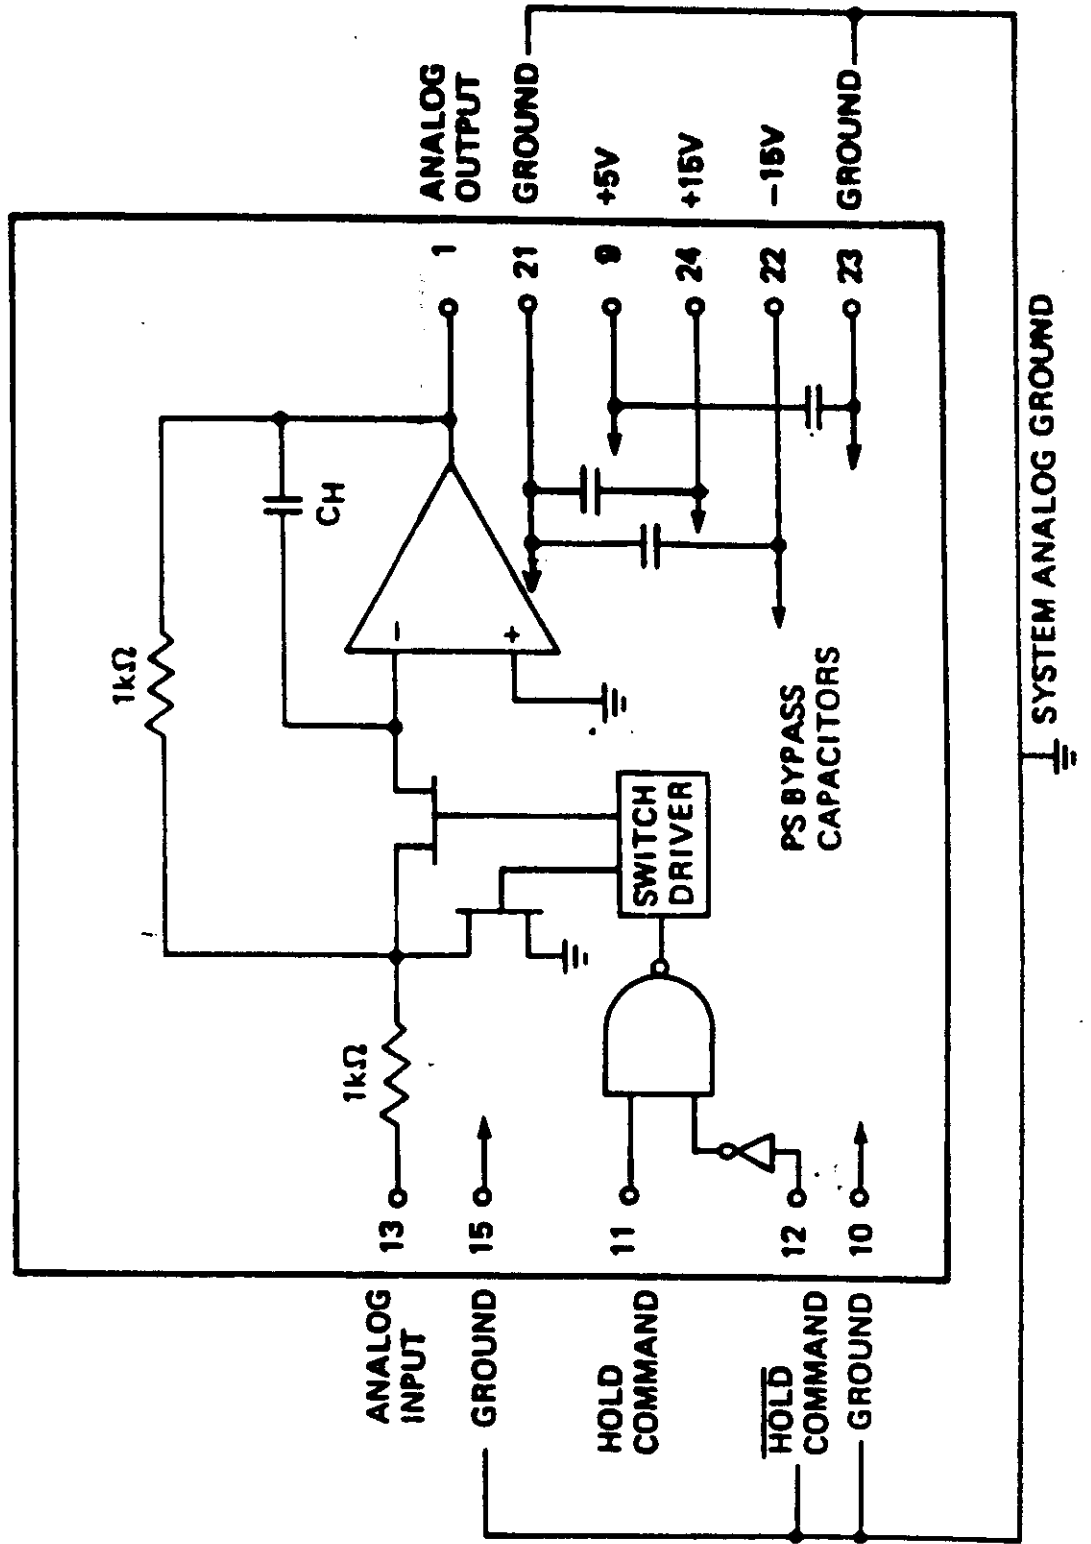 ANALOG
INPUT
GROUND
HOLD
COMMAND
HOLD
COMMAND
GROUND
13
15
11
12
10
1kΩ
1kΩ
CH
−
+
SWITCH
DRIVER
PS BYPASS
CAPACITORS
1
21
9
24
22
23
ANALOG
OUTPUT
GROUND
+5V
+15V
−15V
GROUND
SYSTEM ANALOG GROUND